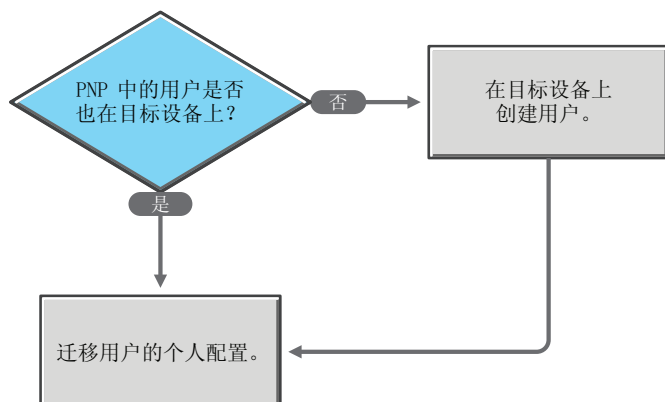 PNP 中的用户是否
也在目标设备上?
否
在目标设备上
创建用户。
是
迁移用户的个人配置。